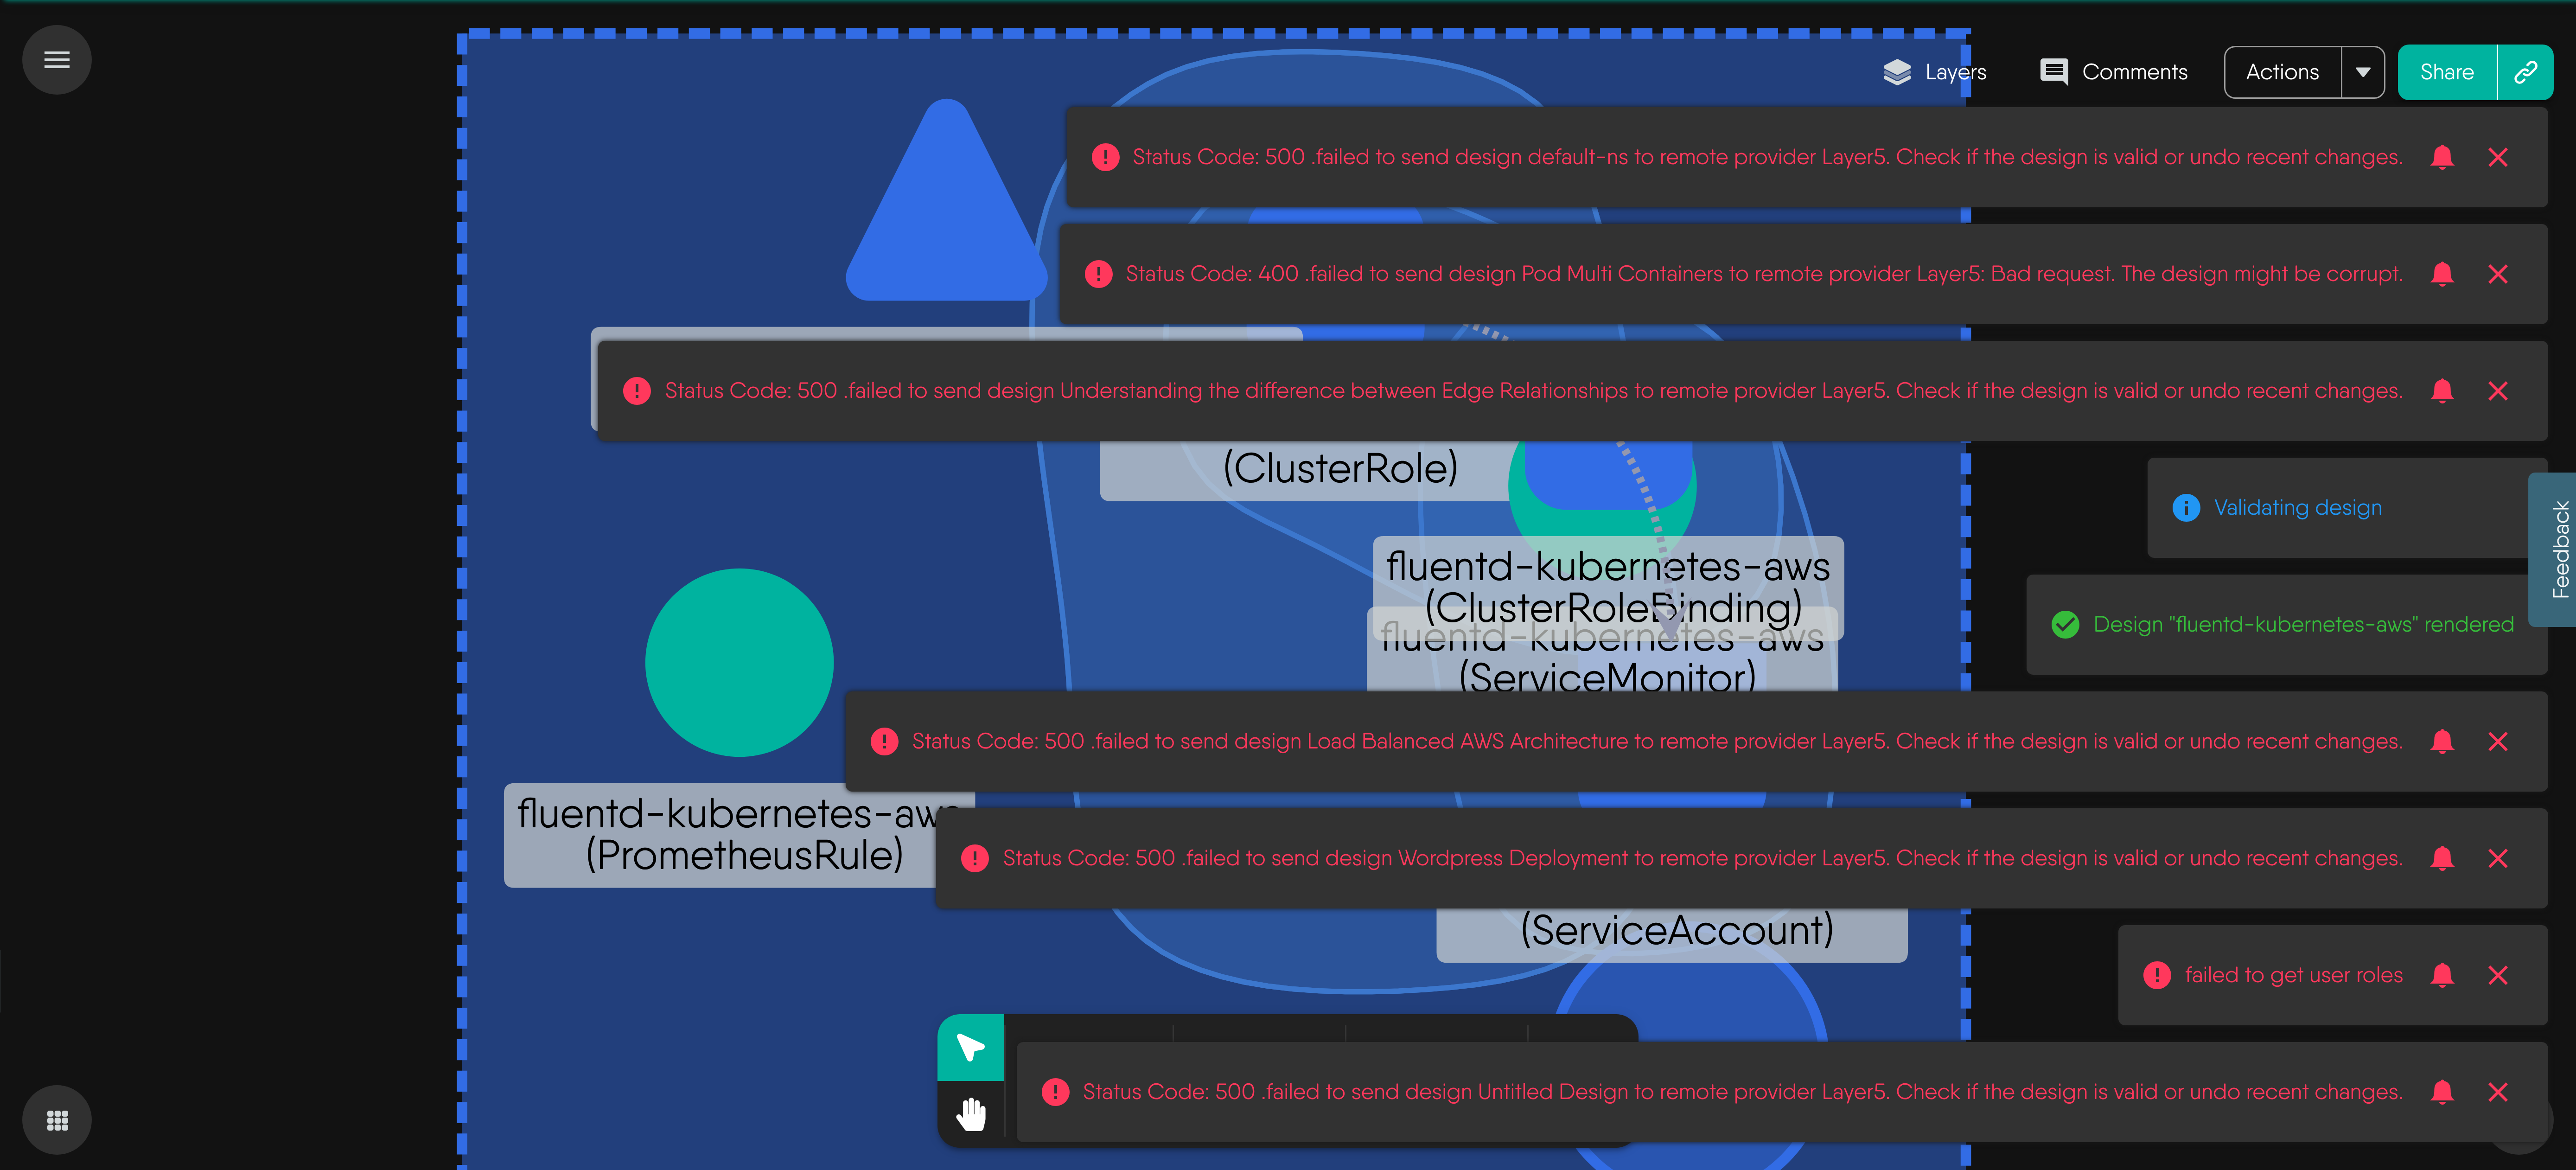 Layers
Comments
Actions
Share
Status Code: 500 .failed to send design default-ns to remote provider Layer5. Check if the design is valid or undo recent changes.
Status Code: 400 .failed to send design Pod Multi Containers to remote provider Layer5: Bad request. The design might be corrupt.
Status Code: 500 .failed to send design Understanding the difference between Edge Relationships to remote provider Layer5. Check if the design is valid or undo recent changes.
(ClusterRole)
Validating design
Feedback
fluentd-kubernetes-aws
(ClusterRoleBinding)
fluentd-kubernetes-aws
(ServiceMonitor)
Design "fluentd-kubernetes-aws" rendered
Status Code: 500 .failed to send design Load Balanced AWS Architecture to remote provider Layer5. Check if the design is valid or undo recent changes.
fluentd-kubernetes-aws
(PrometheusRule)
Status Code: 500 .failed to send design Wordpress Deployment to remote provider Layer5. Check if the design is valid or undo recent changes.
(ServiceAccount)
failed to get user roles
Status Code: 500 .failed to send design Untitled Design to remote provider Layer5. Check if the design is valid or undo recent changes.